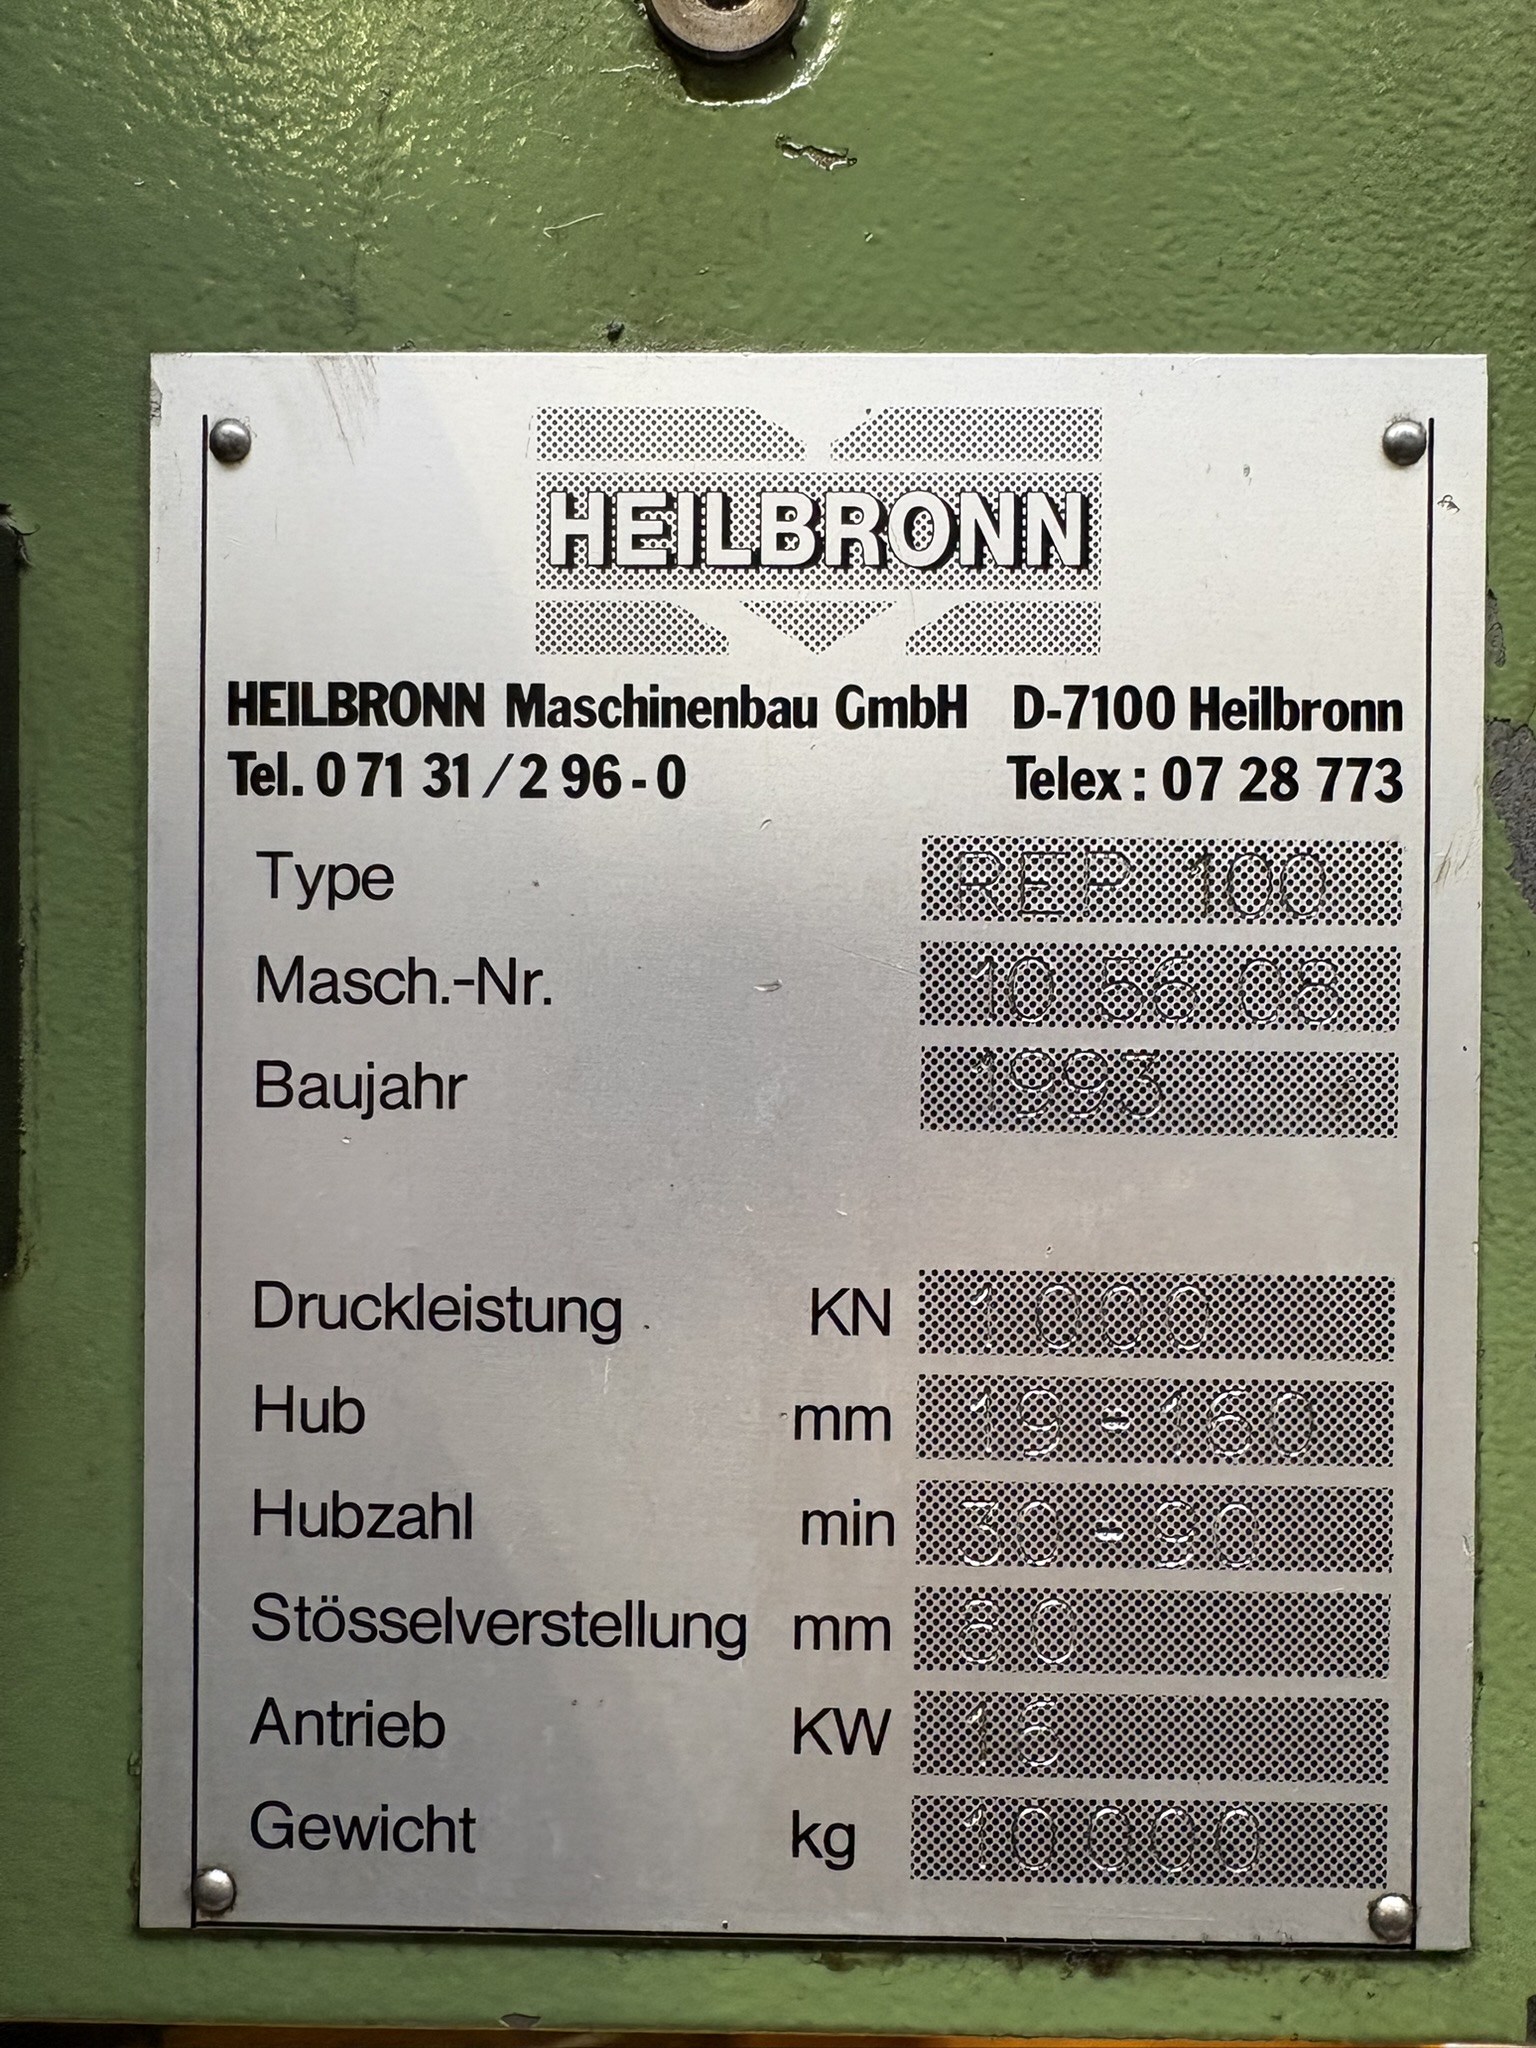 HEILBRONN
HEILBRONN Maschinenbau GmbH D-7100 Heilbronn
Tel. 0 71 31 / 2 96 - 0 Telex : 07 28 773
Type REP 100
Masch.-Nr. 10 56 08
Baujahr 1993
Druckleistung KN 1000
Hub mm 19-160
Hubzahl min 30-90
Stösselverstellung mm 80
Antrieb KW
Gewicht kg 10 000